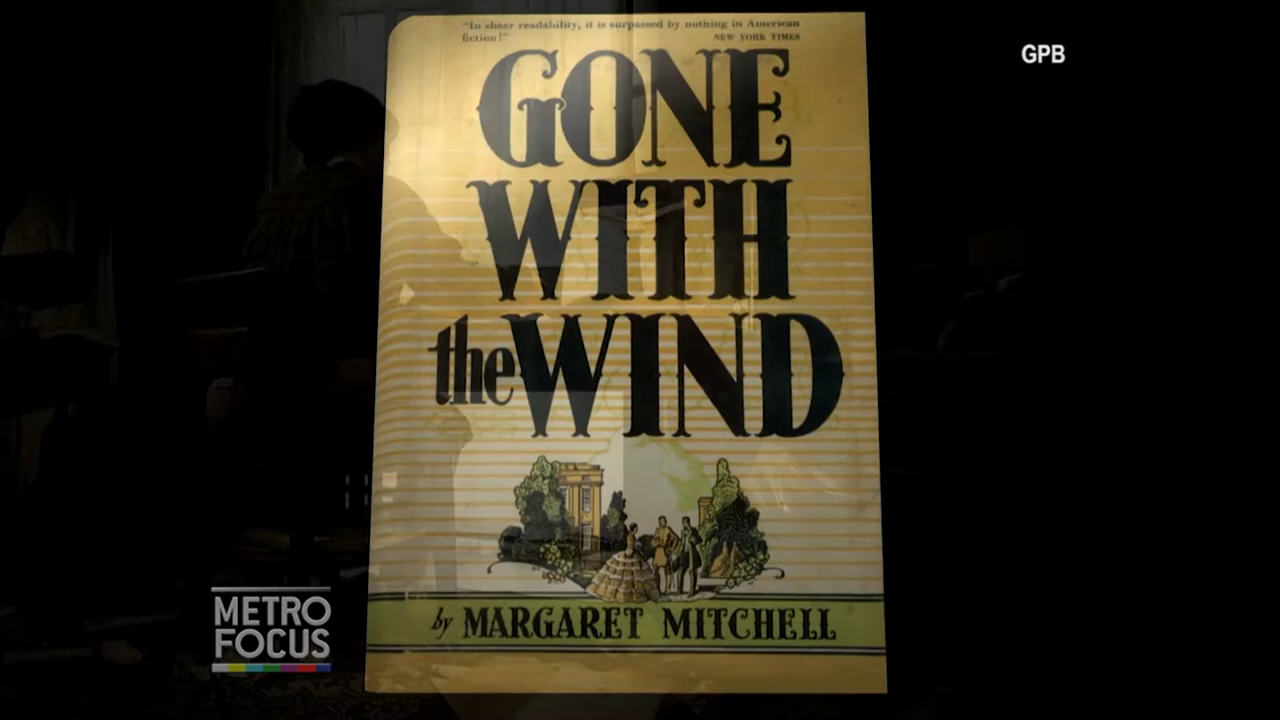 "In sheer readability, it is surpassed by nothing in American
fiction!" NEW YORK TIMES
GPB
GONE
WITH
the WIND
by MARGARET MITCHELL
METRO
FOCUS